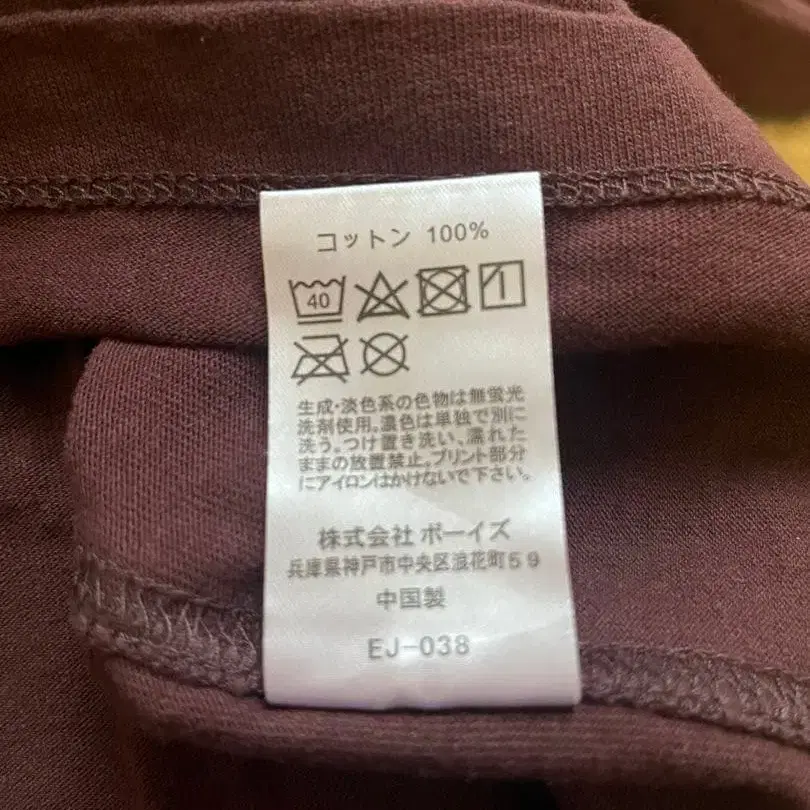 コットン 100%
40
生成・淡色系の色物は無蛍光
洗剤使用。濃色は単独で別に
洗う。つけ置き洗い、濡れた
ままの放置禁止。プリント部分
にアイロンはかけないで下さい。
株式会社 ボーイズ
兵庫県神戸市中央区浪花町59
中国製
EJ-038